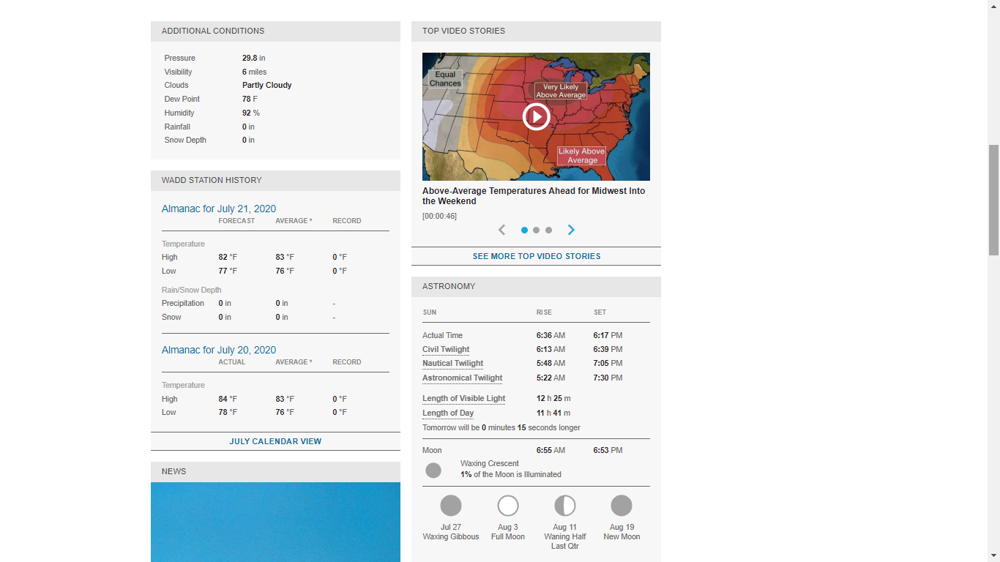 ADDITIONAL CONDITIONS
Pressure 29.8 in
Visibility 6 miles
Clouds Partly Cloudy
Dew Point 78 F
Humidity 92 %
Rainfall 0 in
Snow Depth 0 in
WADD STATION HISTORY
Almanac for July 21, 2020
FORECAST AVERAGE * RECORD
Temperature
High 82 °F 83 °F 0 °F
Low 77 °F 76 °F 0 °F
Rain/Snow Depth
Precipitation 0 in 0 in -
Snow 0 in 0 in -
Almanac for July 20, 2020
ACTUAL AVERAGE * RECORD
Temperature
High 84 °F 83 °F 0 °F
Low 78 °F 76 °F 0 °F
JULY CALENDAR VIEW
NEWS
TOP VIDEO STORIES
Equal
Chances
Very Likely
Above Average
Likely Above
Average
Above-Average Temperatures Ahead for Midwest Into
the Weekend
[00:00:46]
SEE MORE TOP VIDEO STORIES
ASTRONOMY
SUN RISE SET
Actual Time 6:36 AM 6:17 PM
Civil Twilight 6:13 AM 6:39 PM
Nautical Twilight 5:48 AM 7:05 PM
Astronomical Twilight 5:22 AM 7:30 PM
Length of Visible Light 12 h 25 m
Length of Day 11 h 41 m
Tomorrow will be 0 minutes 15 seconds longer
Moon 6:55 AM 6:53 PM
Waxing Crescent
1% of the Moon is Illuminated
Jul 27 Aug 3 Aug 11 Aug 19
Waxing Gibbous Full Moon Waning Half New Moon
Last Qtr